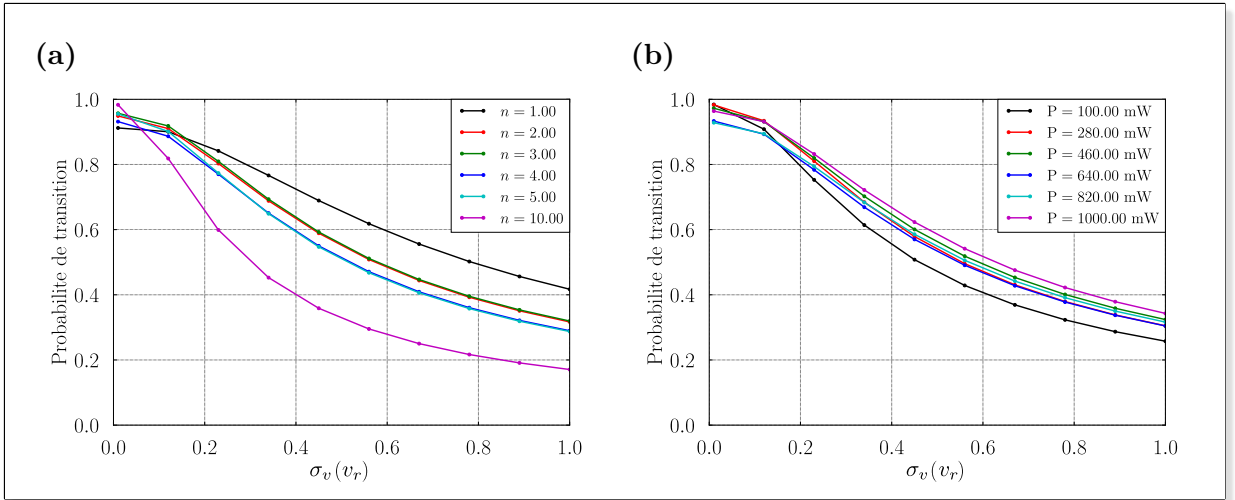 (a)
Probabilite de transition
1.0
0.8
0.6
0.4
0.2
0.0
0.0 0.2 0.4 0.6 0.8 1.0
σ_v(v_r)
n = 1.00
n = 2.00
n = 3.00
n = 4.00
n = 5.00
n = 10.00
(b)
Probabilite de transition
1.0
0.8
0.6
0.4
0.2
0.0
0.0 0.2 0.4 0.6 0.8 1.0
σ_v(v_r)
P = 100.00 mW
P = 280.00 mW
P = 460.00 mW
P = 640.00 mW
P = 820.00 mW
P = 1000.00 mW